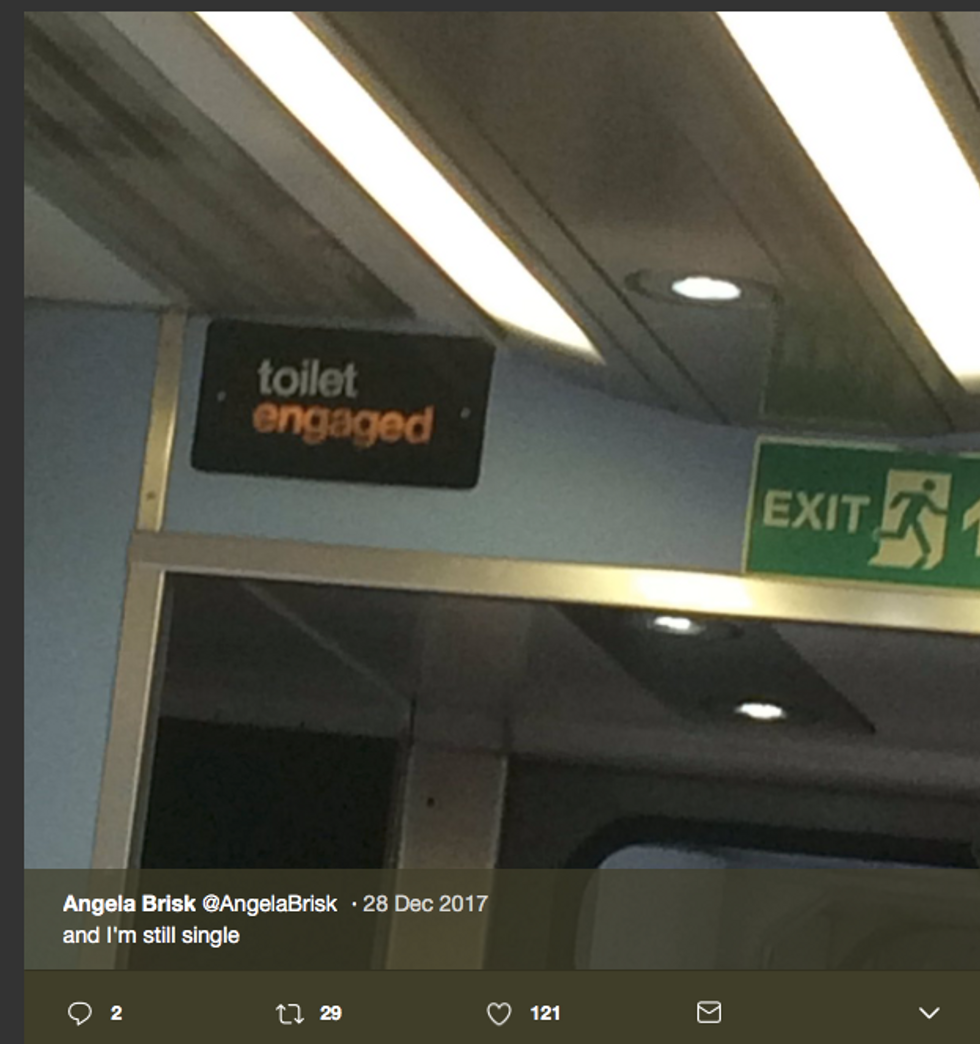 toilet
engaged
EXIT
Angela Brisk @AngelaBrisk · 28 Dec 2017
and I'm still single
2 29 121